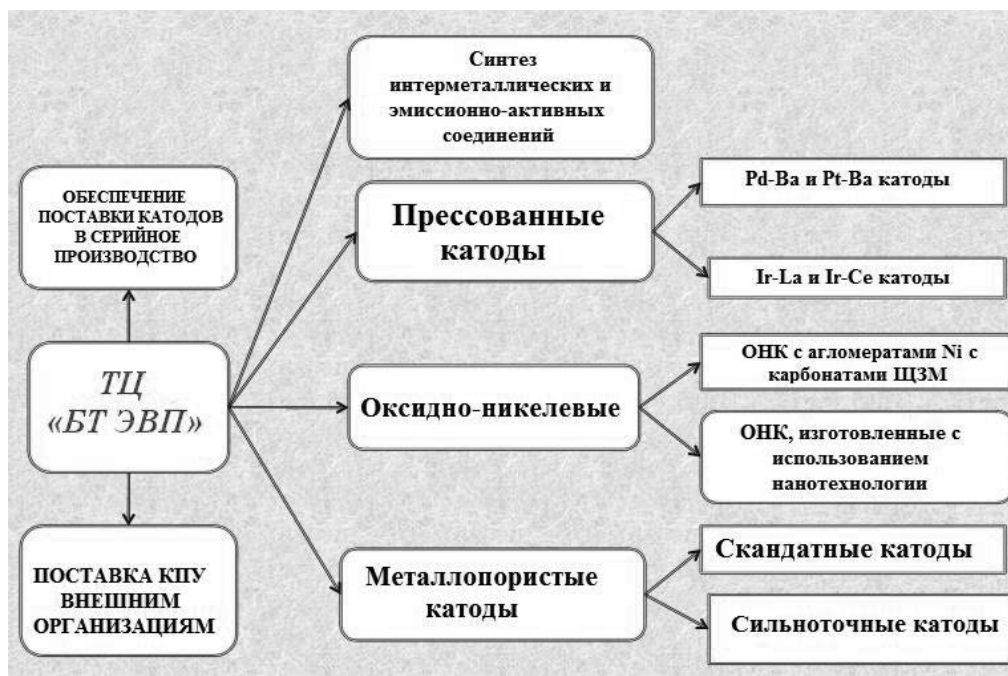 Синтез
интерметаллических и
эмиссионно-активных
соединений
ОБЕСПЕЧЕНИЕ
ПОСТАВКИ КАТОДОВ
В СЕРИЙНОЕ
ПРОИЗВОДСТВО
Прессованные
катоды
Pd-Ba и Pt-Ba катоды
Ir-La и Ir-Ce катоды
ТЦ
«БТ ЭВП»
Оксидно-никелевые
ОНК с агломератами Ni с
карбонатами ЩЗМ
ОНК, изготовленные с
использованием
нанотехнологии
ПОСТАВКА КПУ
ВНЕШНИМ
ОРГАНИЗАЦИЯМ
Металлопористые
катоды
Скандатные катоды
Сильноточные катоды